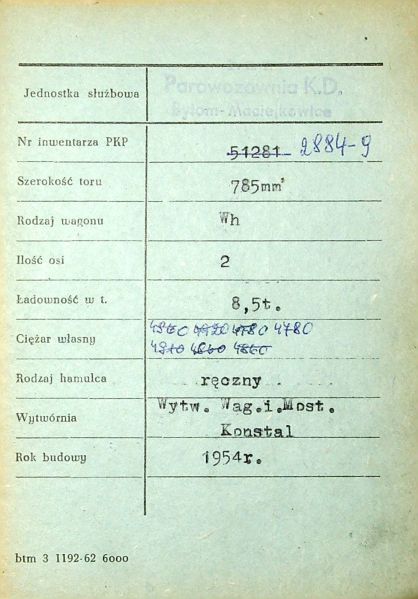 Parowozownia K.D.
Jednostka służbowa
Bytom-Maciejkowice
Nr inwentarza PKP 51281 2884-9
Szerokość toru 785mm
Rodzaj wagonu Wh
Ilość osi 2
Ładowność w t. 8,5t.
4780 4780
Ciężar własny
Rodzaj hamulca ręczny
Wytw. Wag.i.Most.
Wytwórnia
Konstal
Rok budowy 1954r.
btm 3 1192-62 6000